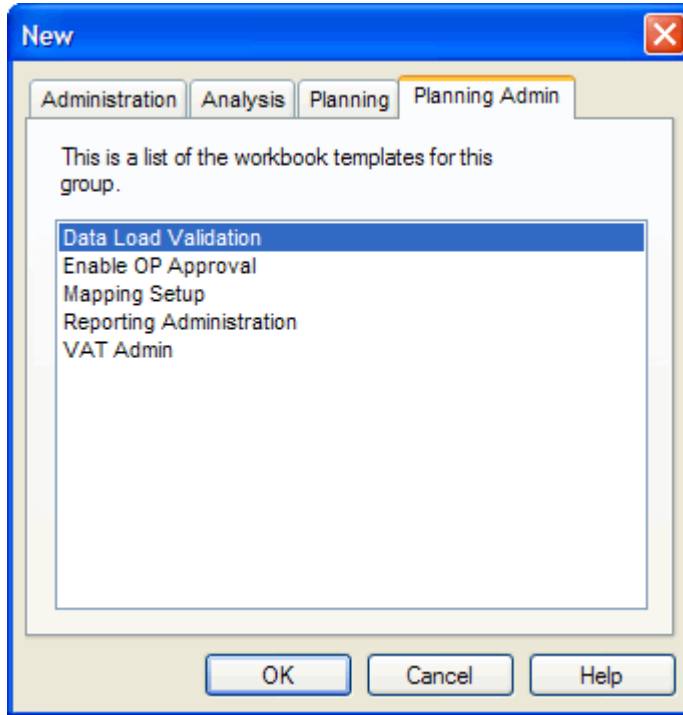 New
Administration Analysis Planning Planning Admin
This is a list of the workbook templates for this
group.
Data Load Validation
Enable OP Approval
Mapping Setup
Reporting Administration
VAT Admin
OK Cancel Help